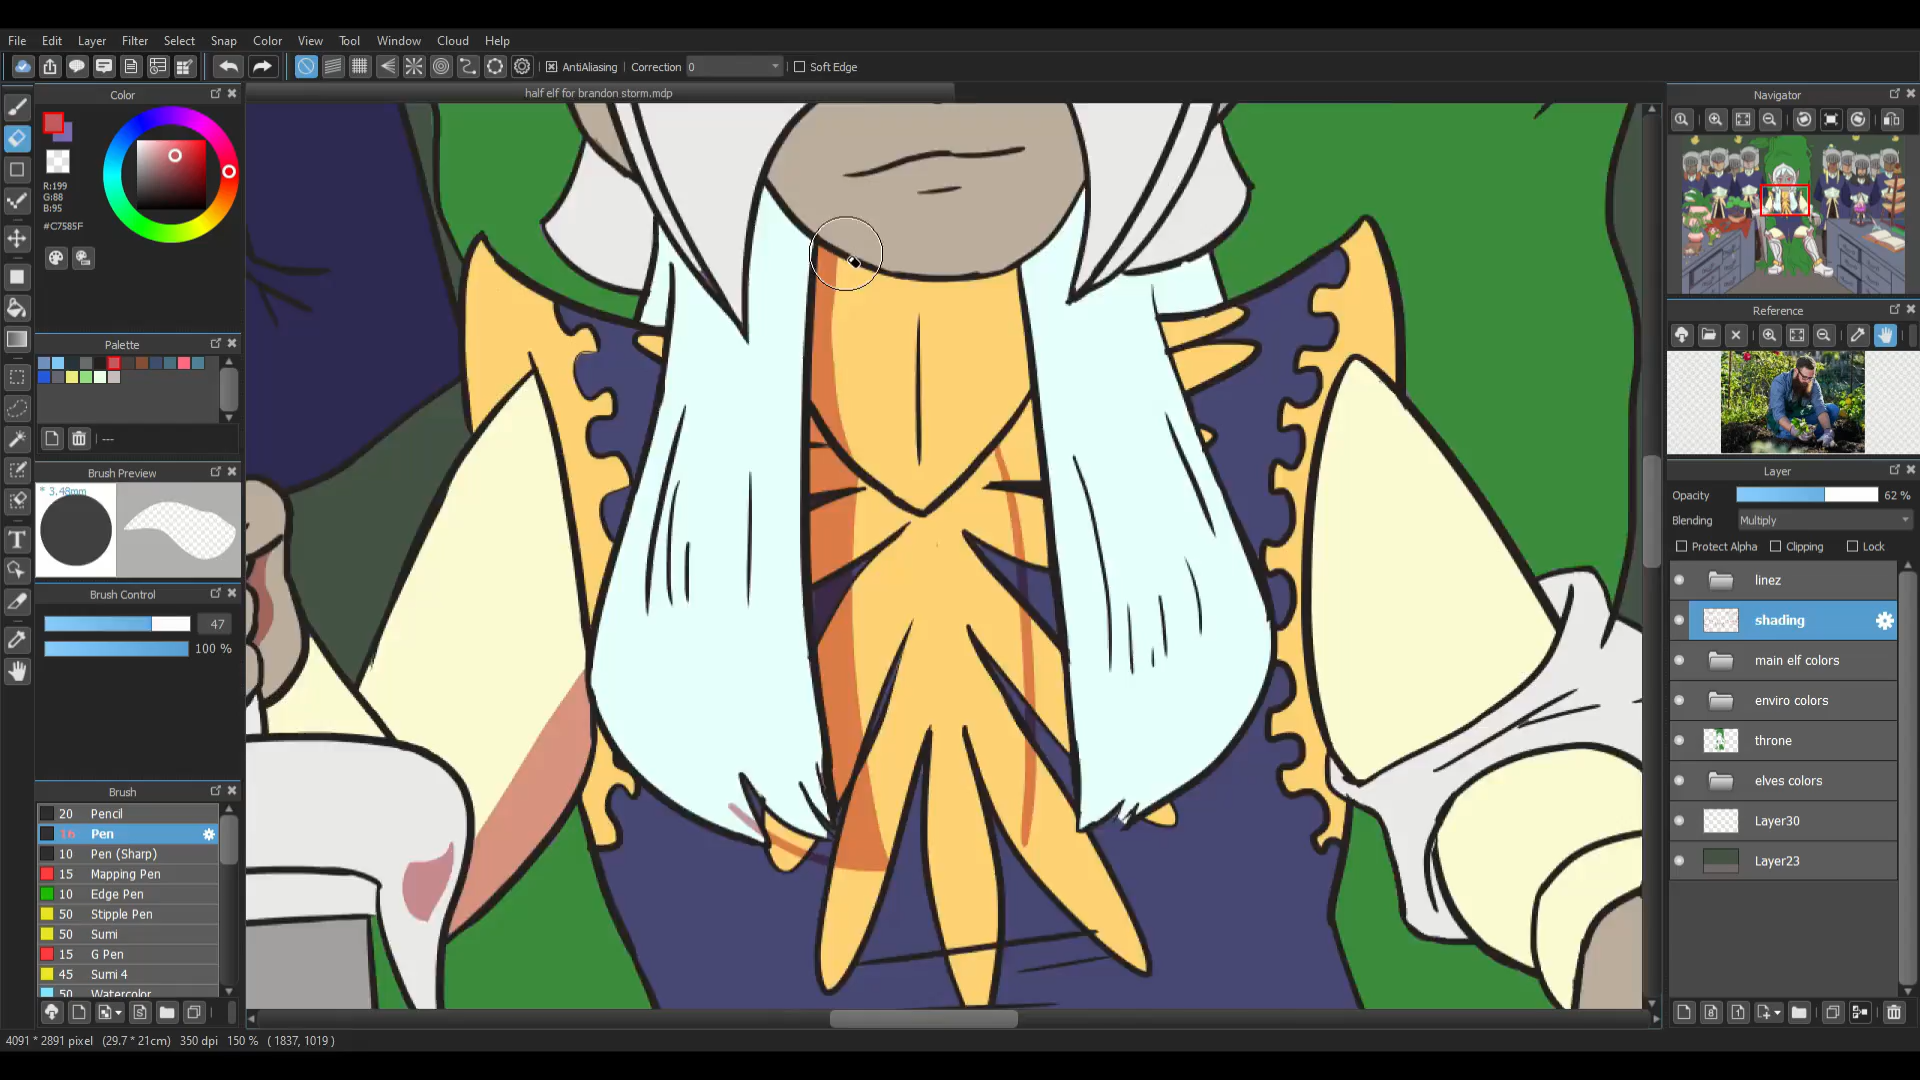 File Edit Layer Filter Select Snap Color View Tool Window Cloud Help
AntiAliasing Correction 0 Soft Edge
half elf for brandon storm.mdp
Color
R:199
G:88
B:95
#C7585F
Palette
---
Brush Preview
* 3.48mm
Brush Control
47
100 %
Brush
20 Pencil
16 Pen
10 Pen (Sharp)
15 Mapping Pen
10 Edge Pen
50 Stipple Pen
50 Sumi
15 G Pen
45 Sumi 4
50 Watercolor
Navigator
Reference
Layer
Opacity 62 %
Blending Multiply
Protect Alpha Clipping Lock
linez
shading
main elf colors
enviro colors
throne
elves colors
Layer30
Layer23
4091 * 2891 pixel (29.7 * 21cm) 350 dpi 150 % ( 1837, 1019 )